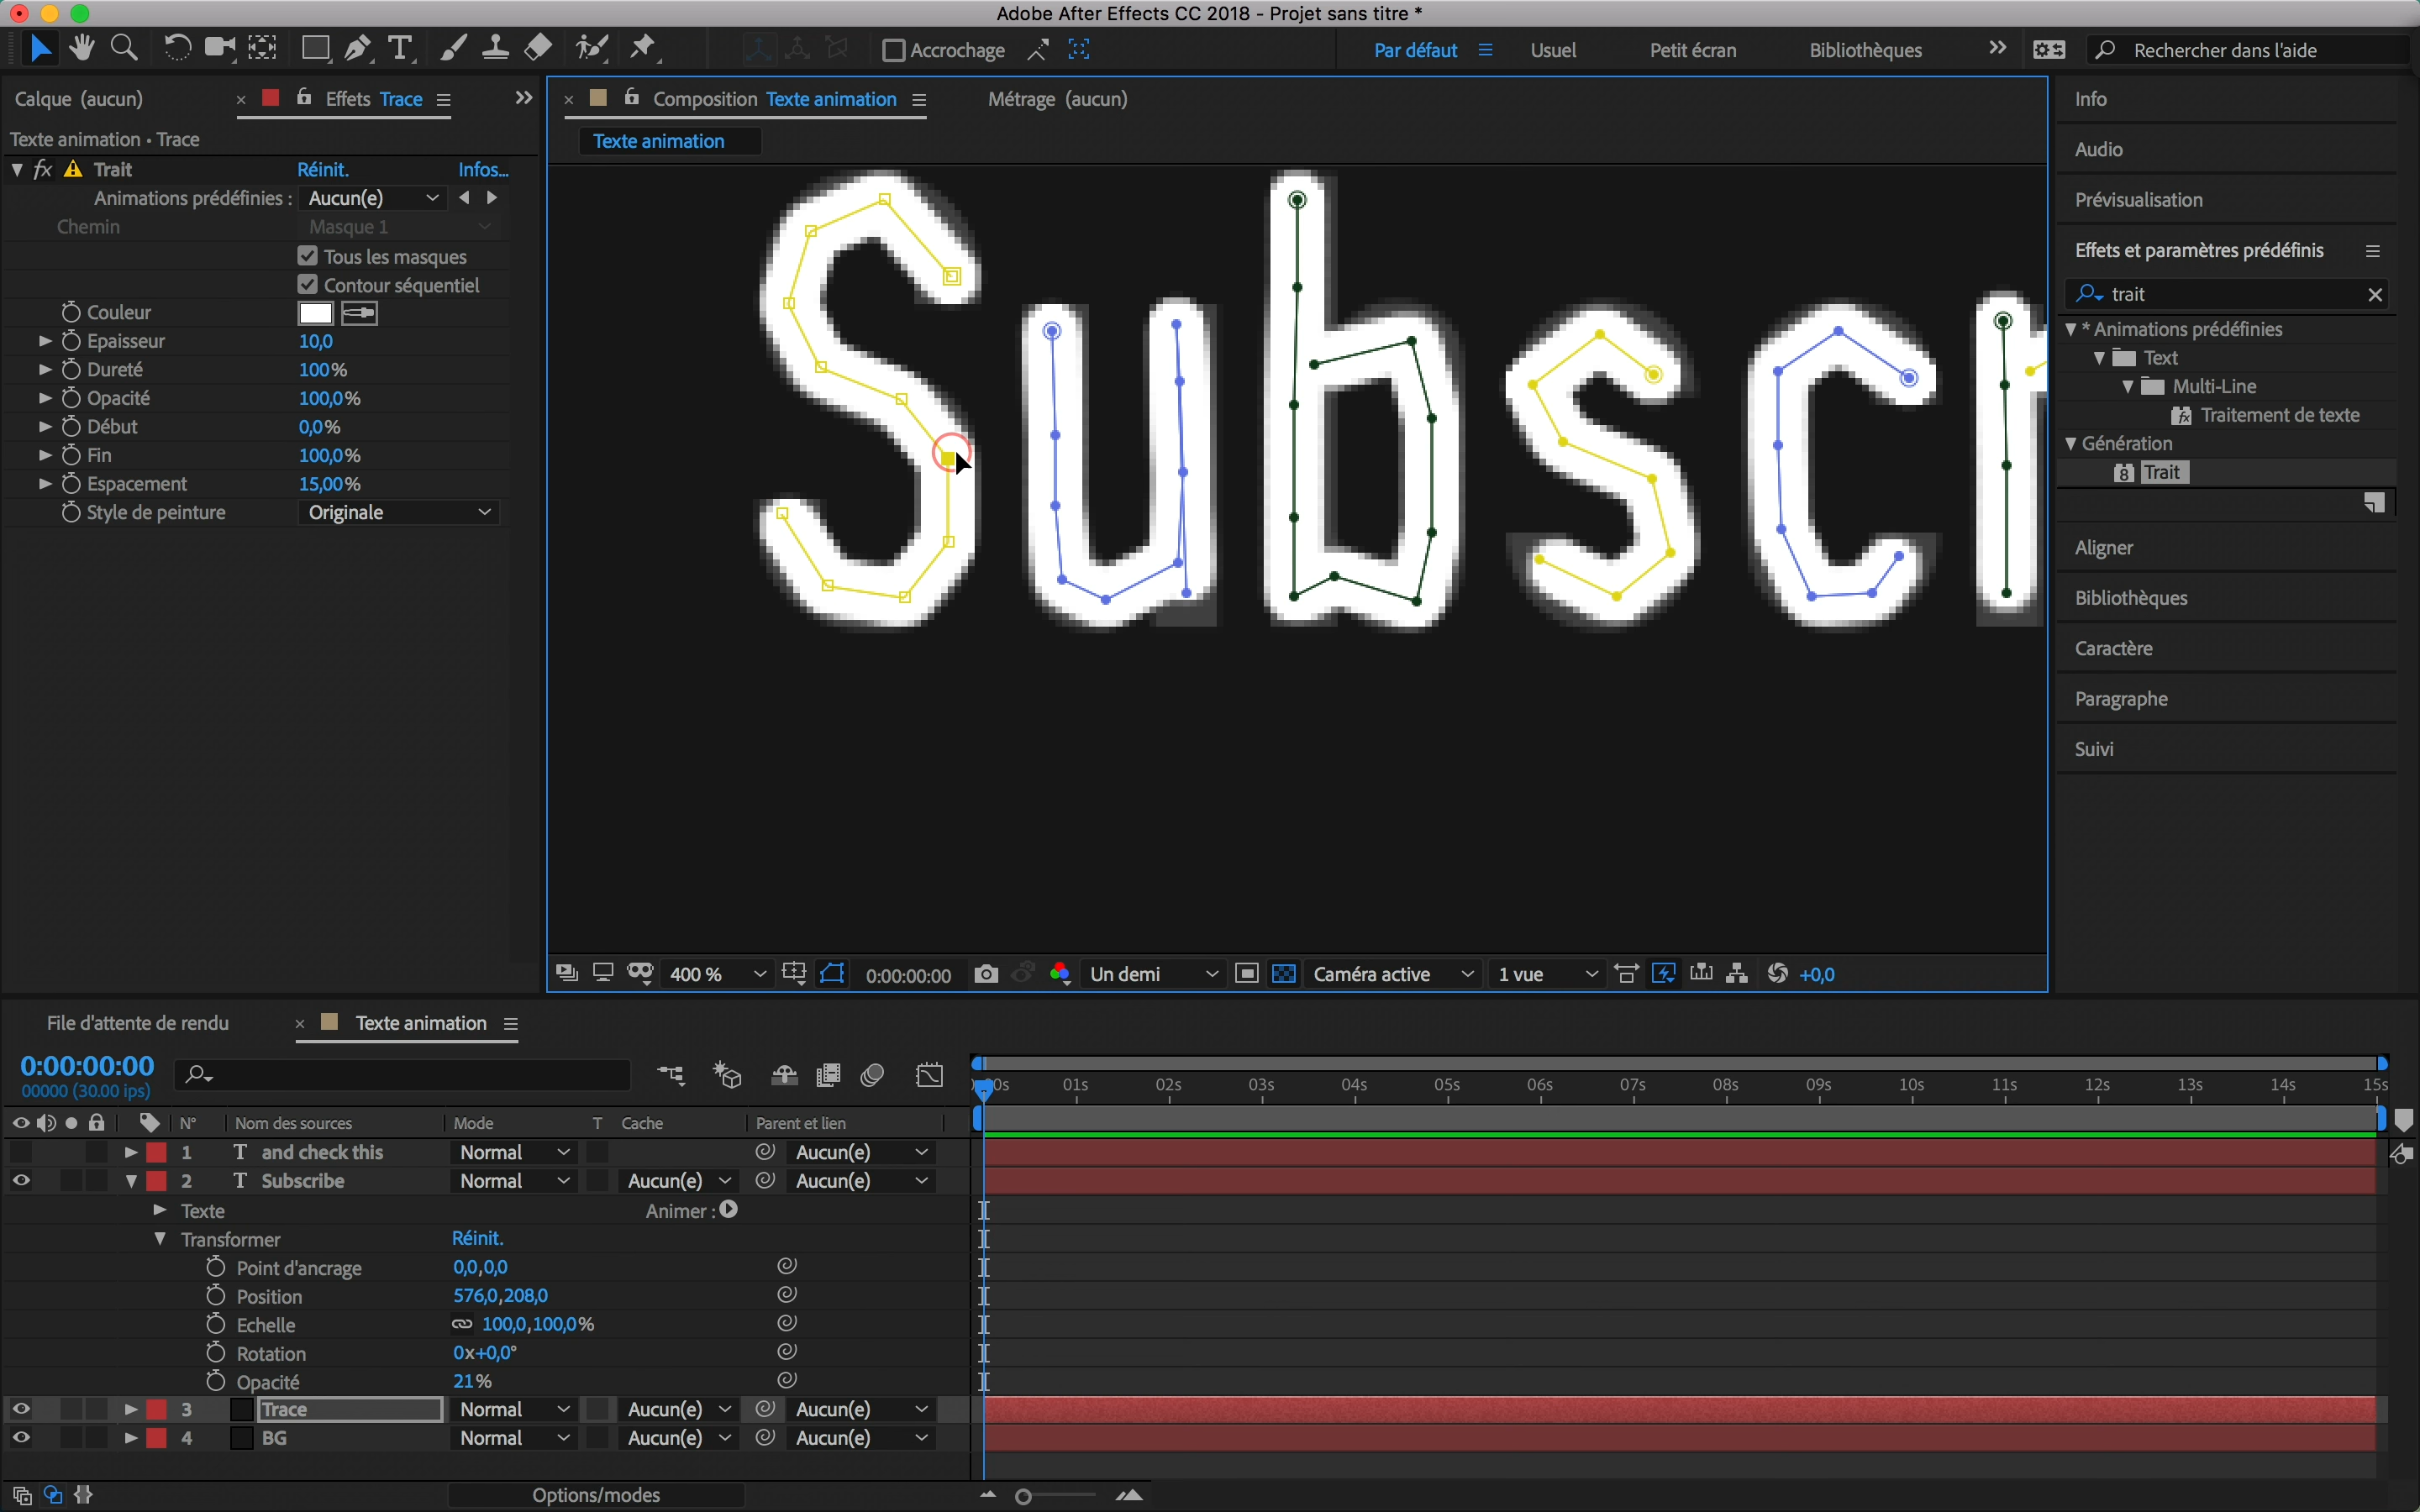 Adobe After Effects CC 2018 - Projet sans titre *
T Accrochage Par défaut Usuel Petit écran Bibliothèques Rechercher dans l'aide
Calque (aucun) Effets Trace
Texte animation • Trace
fx Trait Réinit. Infos...
Animations prédéfinies : Aucun(e)
Chemin Masque 1
Tous les masques
Contour séquentiel
Couleur
Epaisseur 10,0
Dureté 100%
Opacité 100,0%
Début 0,0%
Fin 100,0%
Espacement 15,00%
Style de peinture Originale
Composition Texte animation Métrage (aucun)
Texte animation
Subsc
400 % 0:00:00:00 Un demi Caméra active 1 vue +0,0
Info
Audio
Prévisualisation
Effets et paramètres prédéfinis
trait
* Animations prédéfinies
Text
Multi-Line
Traitement de texte
Génération
8 Trait
Aligner
Bibliothèques
Caractère
Paragraphe
Suivi
File d'attente de rendu Texte animation
0:00:00:00
00000 (30.00 ips)
0s 01s 02s 03s 04s 05s 06s 07s 08s 09s 10s 11s 12s 13s 14s 15s
N° Nom des sources Mode T Cache Parent et lien
1 T and check this Normal Aucun(e)
2 T Subscribe Normal Aucun(e) Aucun(e)
Texte Animer :
Transformer Réinit.
Point d'ancrage 0,0,0,0
Position 576,0,208,0
Echelle 100,0,100,0%
Rotation 0x+0,0°
Opacité 21%
3 Trace Normal Aucun(e) Aucun(e)
4 BG Normal Aucun(e) Aucun(e)
Options/modes